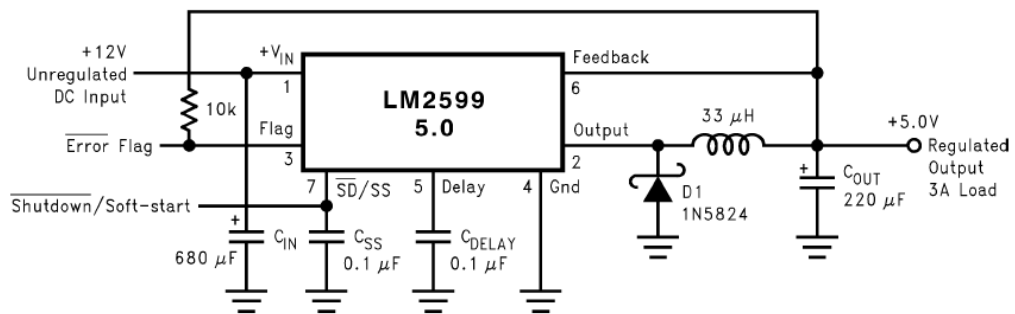 +12V
Unregulated
DC Input
+VIN
1
10k
LM2599
5.0
Feedback
6
Error Flag
Flag
3
Output
2
33 µH
+5.0V
Regulated
Output
3A Load
7
SD/SS
5
Delay
4
Gnd
D1
1N5824
+
COUT
220 µF
Shutdown/Soft-start
+
CIN
680 µF
CSS
0.1 µF
CDELAY
0.1 µF